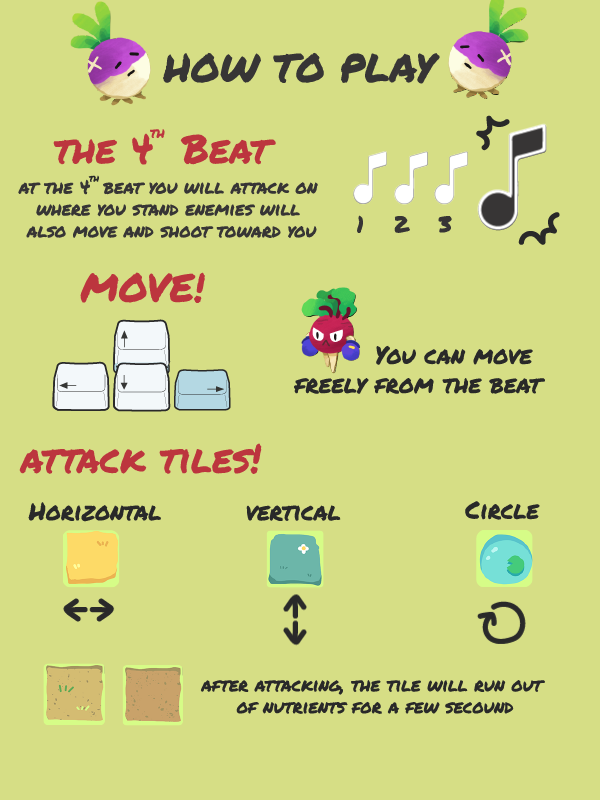 HOW TO PLAY
THE 4TH BEAT
AT THE 4TH BEAT YOU WILL ATTACK ON
WHERE YOU STAND ENEMIES WILL
ALSO MOVE AND SHOOT TOWARD YOU
1 2 3
MOVE!
YOU CAN MOVE
FREELY FROM THE BEAT
ATTACK TILES!
HORIZONTAL
VERTICAL
CIRCLE
AFTER ATTACKING, THE TILE WILL RUN OUT
OF NUTRIENTS FOR A FEW SECOUND